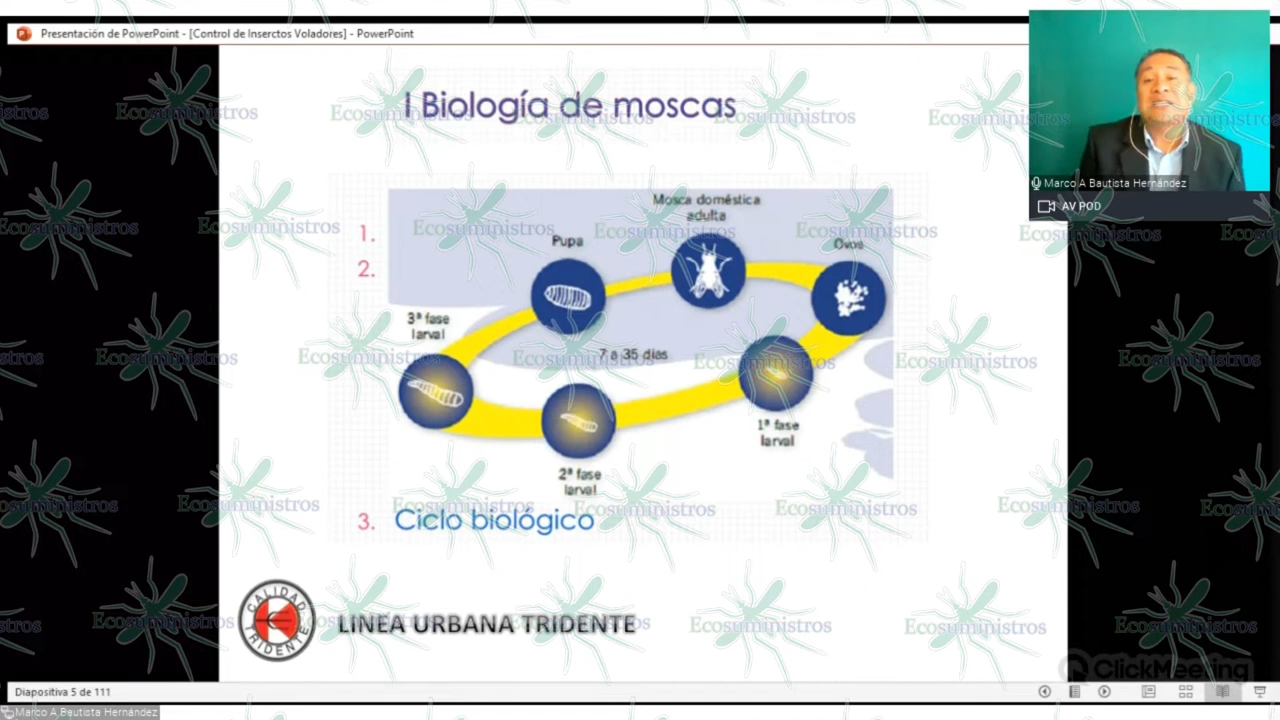 Presentación de PowerPoint - [Control de Inserctos Voladores] - PowerPoint
I Biología de moscas
Mosca doméstica
adulta
Pupa
Ovos
1.
2.
3ª fase
larval
7 a 35 días
1ª fase
larval
2ª fase
larval
3. Ciclo biológico
CALIDAD
TRIDENTE
LINEA URBANA TRIDENTE
Ecosuministros
Marco A Bautista Hernández
AV POD
ClickMeeting
Diapositiva 5 de 111
Marco A Bautista Hernández